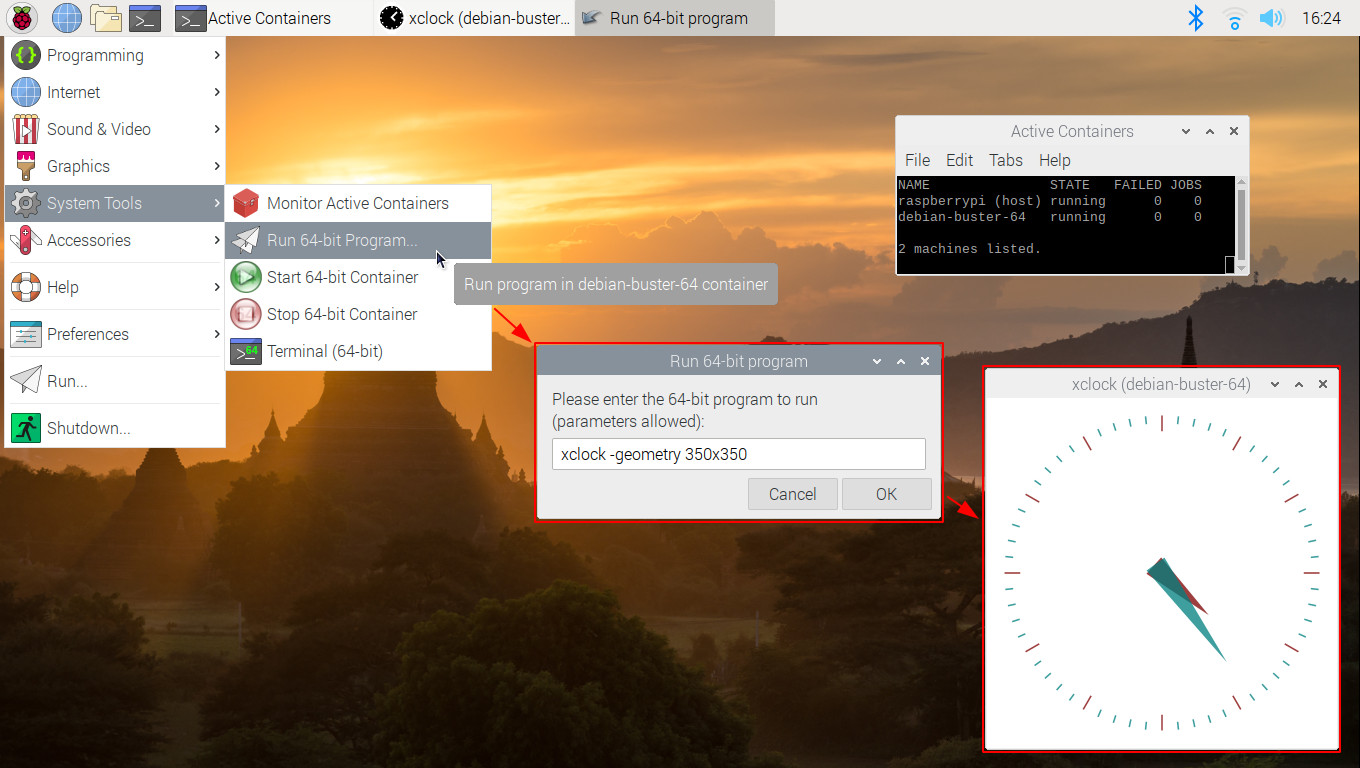 Active Containers
xclock (debian-buster...
Run 64-bit program
16:24
Programming
Internet
Sound & Video
Graphics
System Tools
Accessories
Help
Preferences
Run...
Shutdown...
Monitor Active Containers
Run 64-bit Program...
Start 64-bit Container
Stop 64-bit Container
64
Terminal (64-bit)
Run program in debian-buster-64 container
Active Containers
File Edit Tabs Help
NAME STATE FAILED JOBS
raspberrypi (host) running 0 0
debian-buster-64 running 0 0
2 machines listed.
Run 64-bit program
Please enter the 64-bit program to run
(parameters allowed):
xclock -geometry 350x350
Cancel OK
xclock (debian-buster-64)